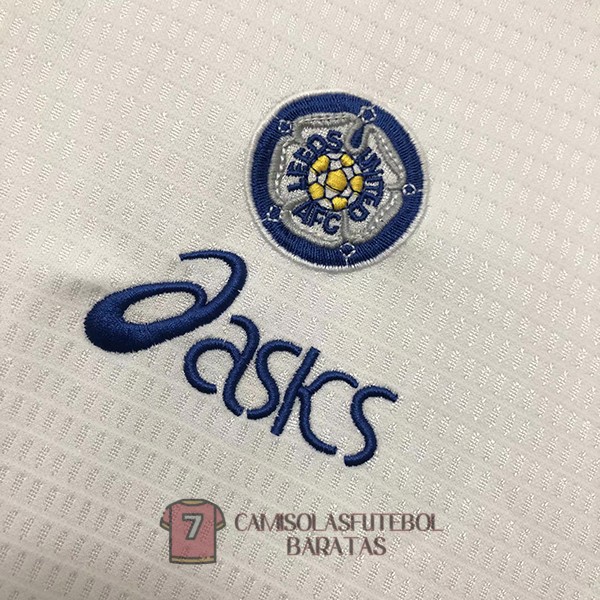 LEEDS UNITED
AFC
asics
7
CAMISOLASFUTEBOL
BARATAS